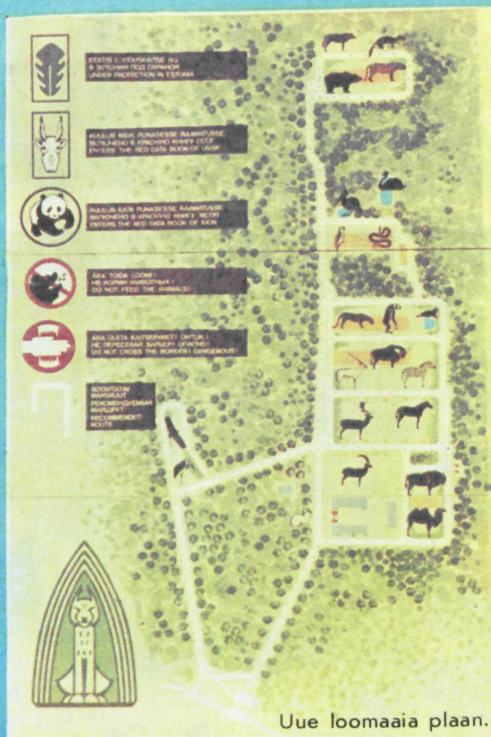 EESTIS LOODUSKAITSE ALL
В ЭСТОНИИ ПОД ОХРАНОЙ
UNDER PROTECTION IN ESTONIA
KUULUB NSVL PUNASESSE RAAMATUSSE
ВКЛЮЧЕНО В КРАСНУЮ КНИГУ СССР
ENTERS THE RED DATA BOOK OF USSR
KUULUB IUCN PUNASESSE RAAMATUSSE
ВКЛЮЧЕНО В КРАСНУЮ КНИГУ МСОП
ENTERS THE RED DATA BOOK OF IUCN
ÄRA TOIDA LOOMI!
НЕ КОРМИ ЖИВОТНЫХ!
DO NOT FEED THE ANIMALS!
ÄRA ÜLETA KAITSEPIIRET! OHTLIK!
НЕ ПЕРЕСЕКАЙ БАРЬЕР! ОПАСНО!
DO NOT CROSS THE BORDER! DANGEROUS!
SOOVITATAV
MARSRUUT
РЕКОМЕНДУЕМЫЙ
МАРШРУТ
RECOMMENDED
ROUTE
Uue loomaaia plaan.